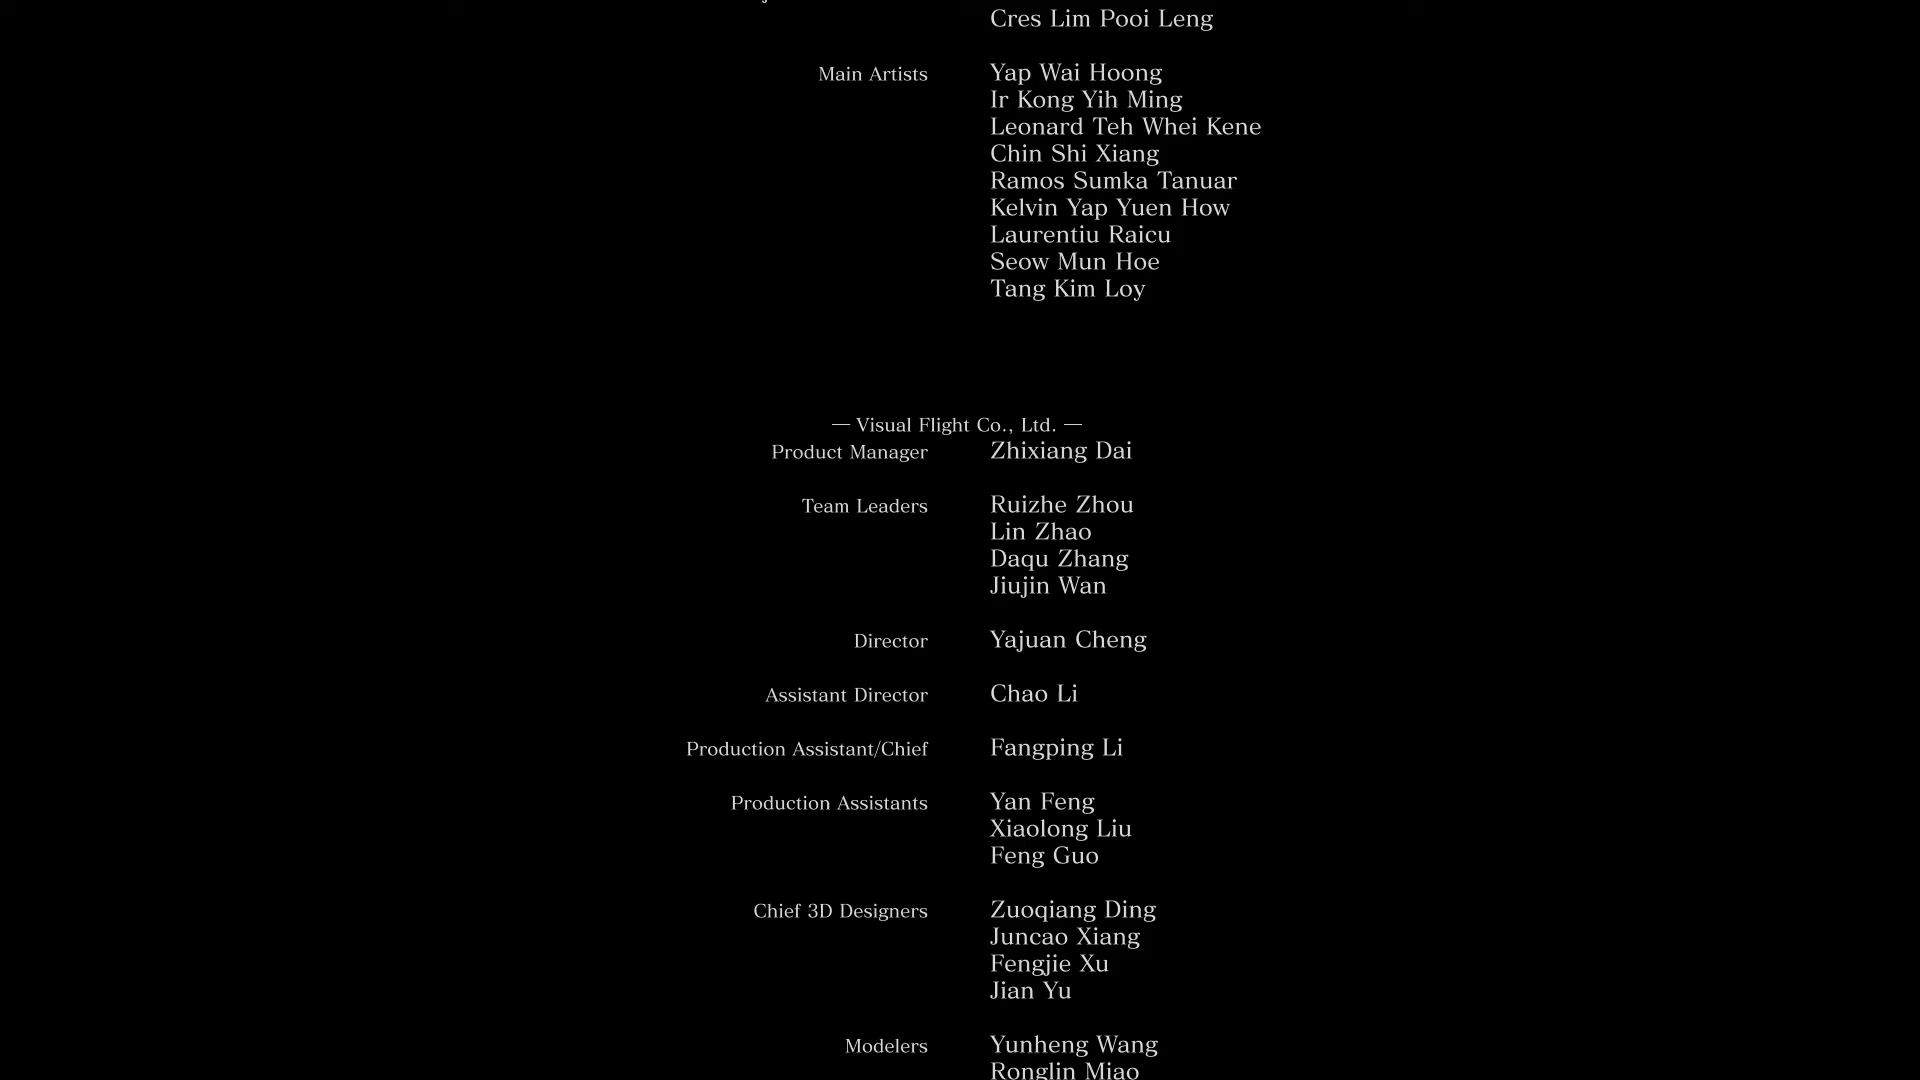 Cres Lim Pooi Leng
Main Artists Yap Wai Hoong
Ir Kong Yih Ming
Leonard Teh Whei Kene
Chin Shi Xiang
Ramos Sumka Tanuar
Kelvin Yap Yuen How
Laurentiu Raicu
Seow Mun Hoe
Tang Kim Loy
— Visual Flight Co., Ltd. —
Product Manager Zhixiang Dai
Team Leaders Ruizhe Zhou
Lin Zhao
Daqu Zhang
Jiujin Wan
Director Yajuan Cheng
Assistant Director Chao Li
Production Assistant/Chief Fangping Li
Production Assistants Yan Feng
Xiaolong Liu
Feng Guo
Chief 3D Designers Zuoqiang Ding
Juncao Xiang
Fengjie Xu
Jian Yu
Modelers Yunheng Wang
Ronglin Miao